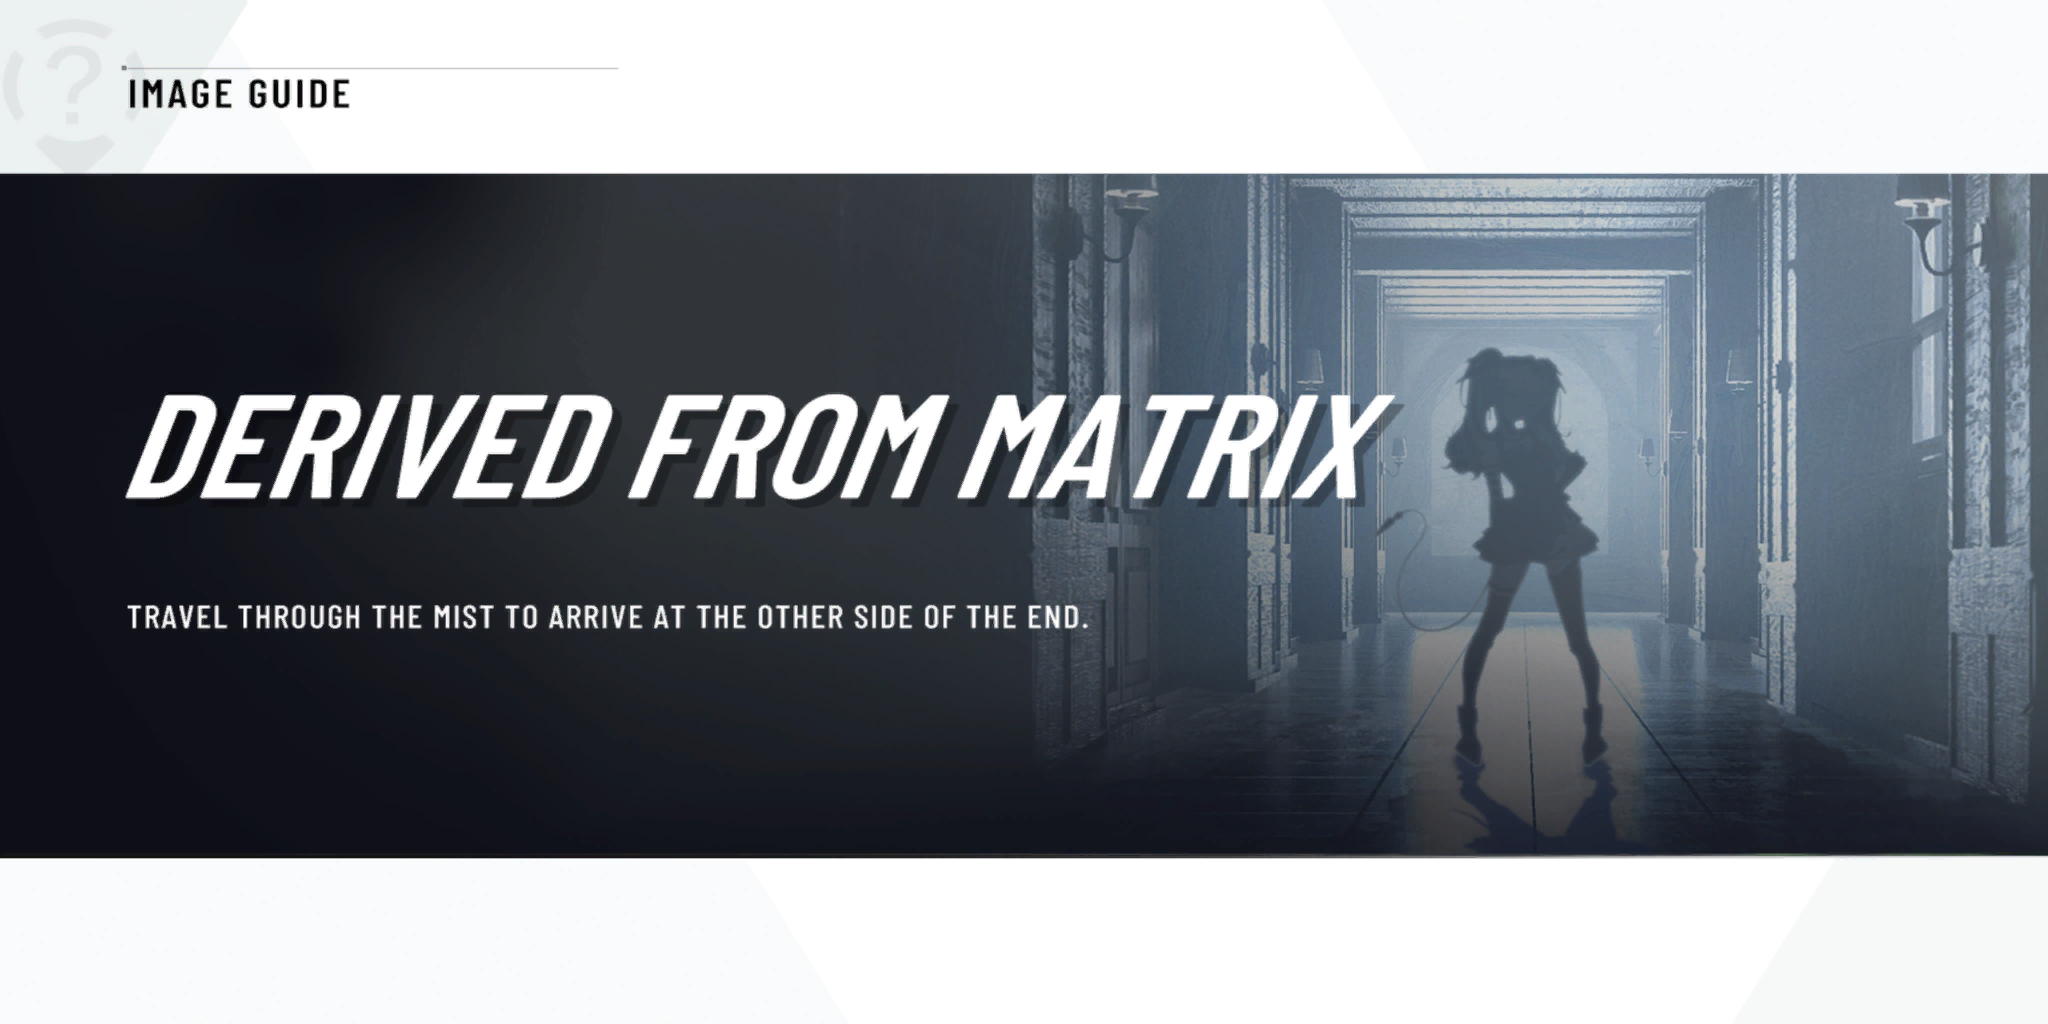 IMAGE GUIDE
DERIVED FROM MATRIX
TRAVEL THROUGH THE MIST TO ARRIVE AT THE OTHER SIDE OF THE END.